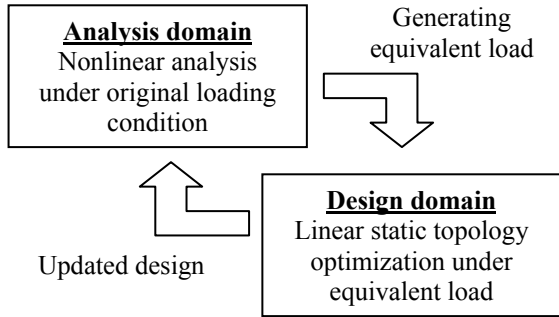 Analysis domain
Nonlinear analysis
under original loading
condition
Generating
equivalent load
Design domain
Linear static topology
optimization under
equivalent load
Updated design